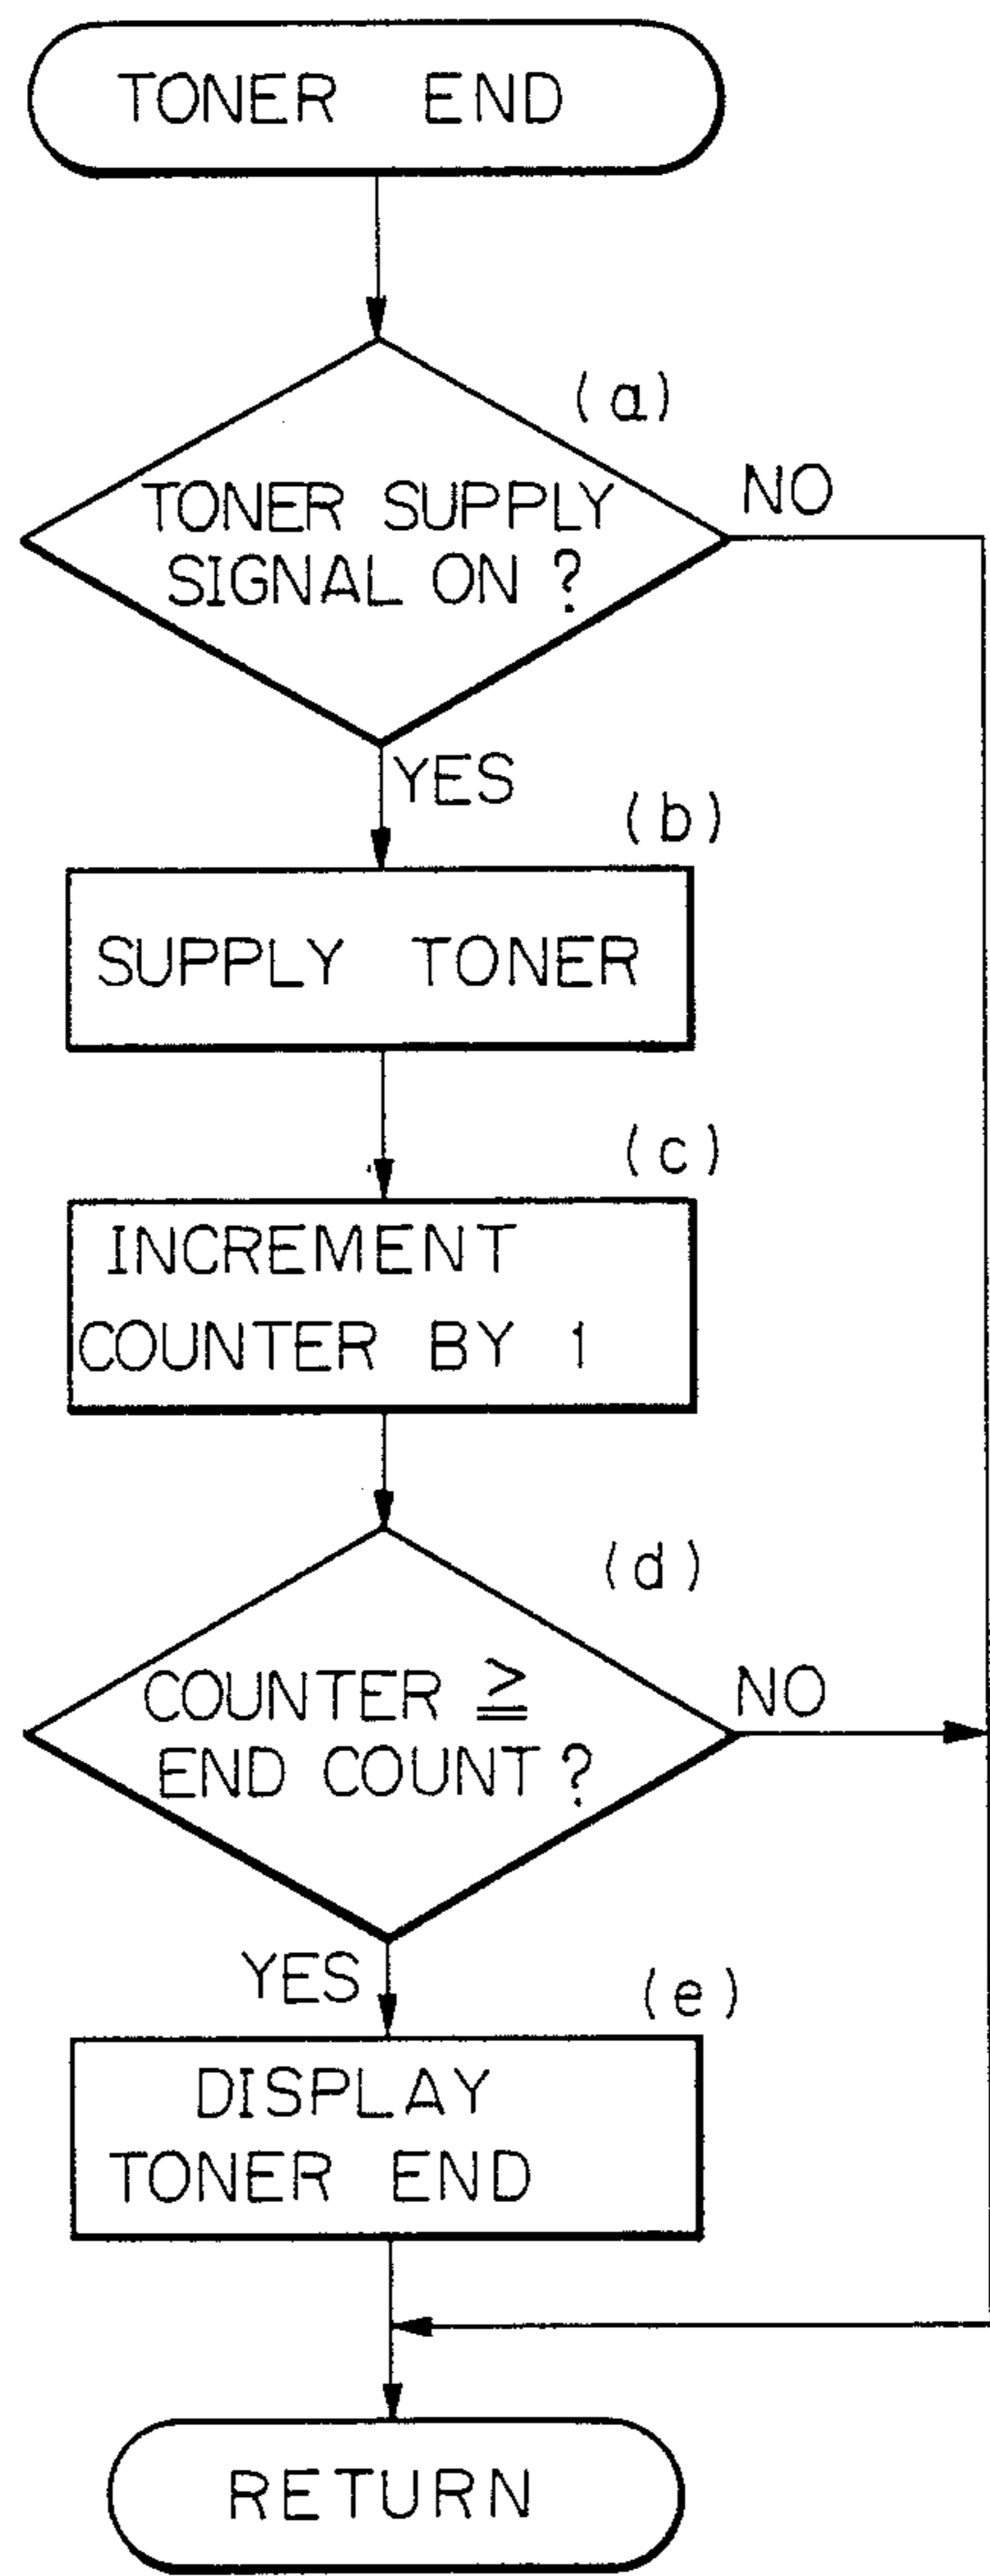 TONER END
(a)
TONER SUPPLY
SIGNAL ON ?
NO
YES
(b)
SUPPLY TONER
(c)
INCREMENT
COUNTER BY 1
(d)
COUNTER ≧
END COUNT ?
NO
YES
(e)
DISPLAY
TONER END
RETURN